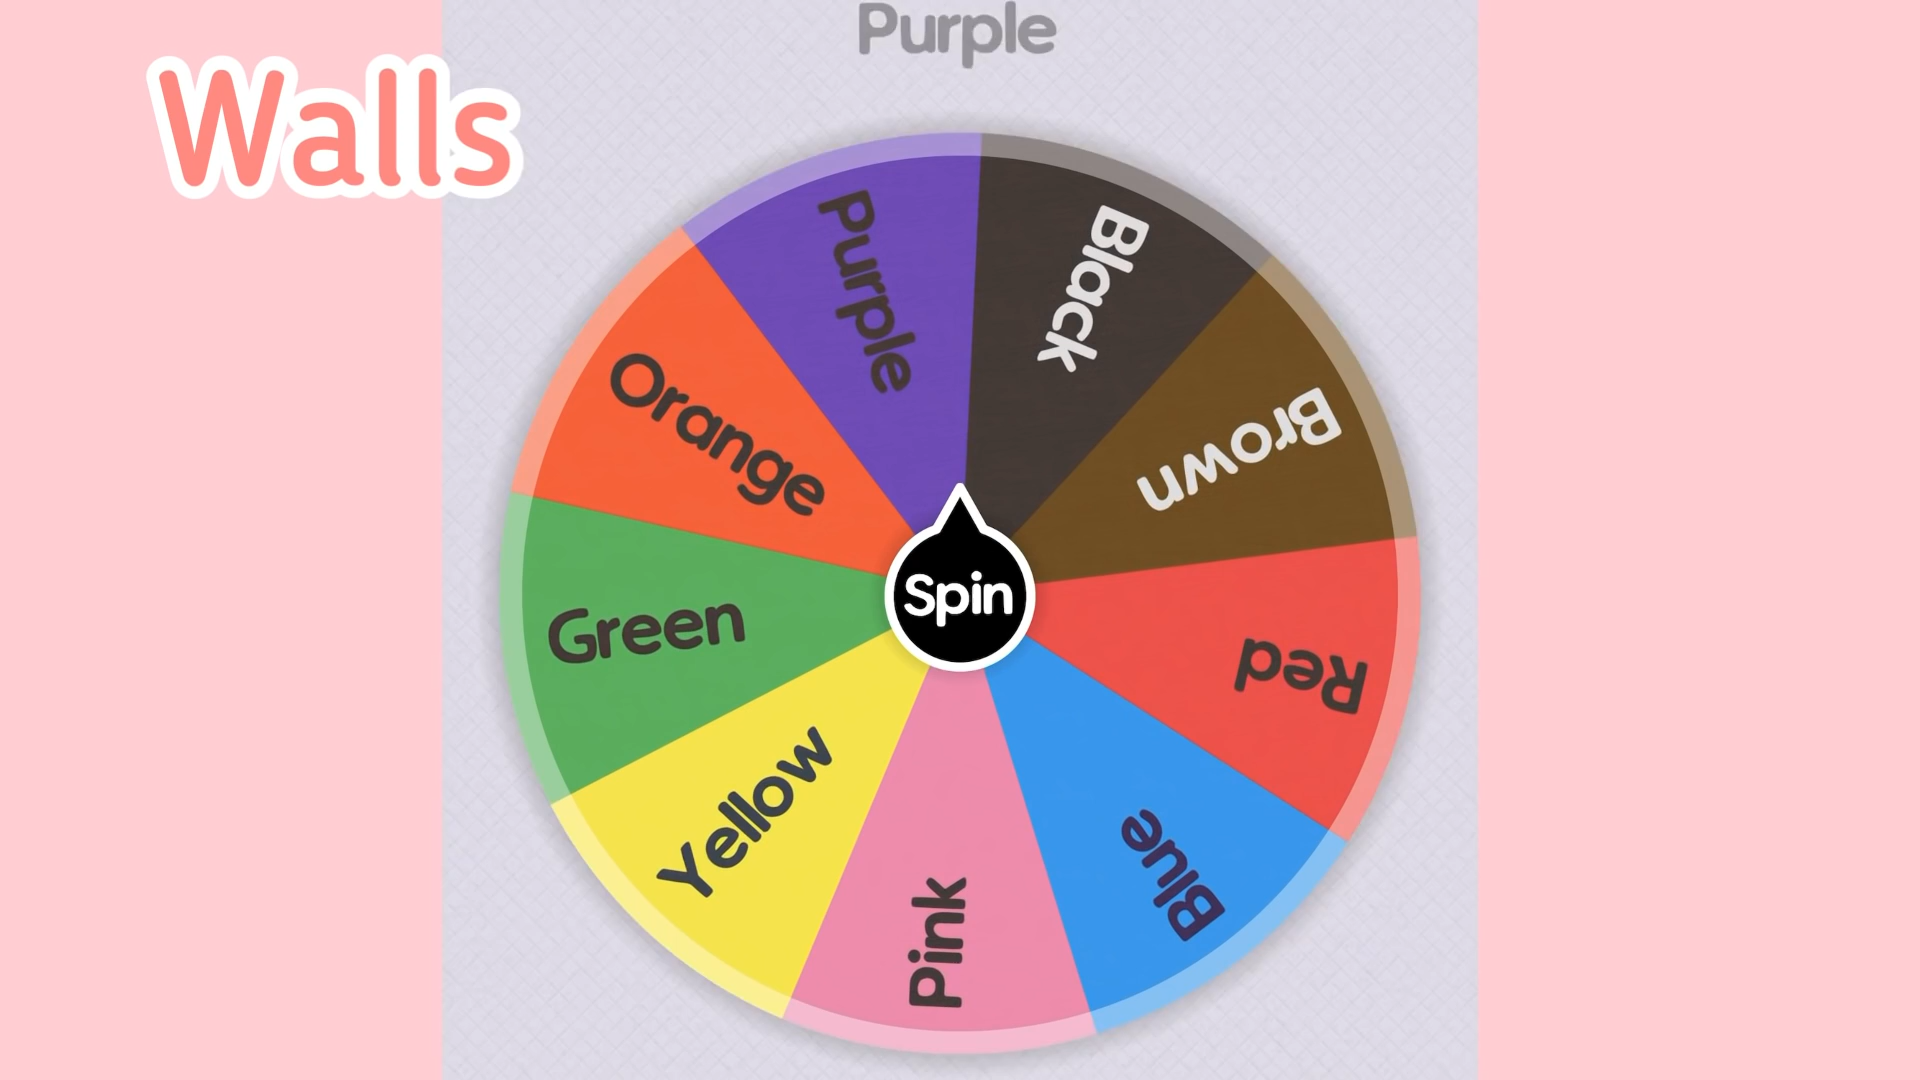 Purple
Walls
Purple
Black
Orange
Brown
Green
Spin
Red
Yellow
Blue
Pink